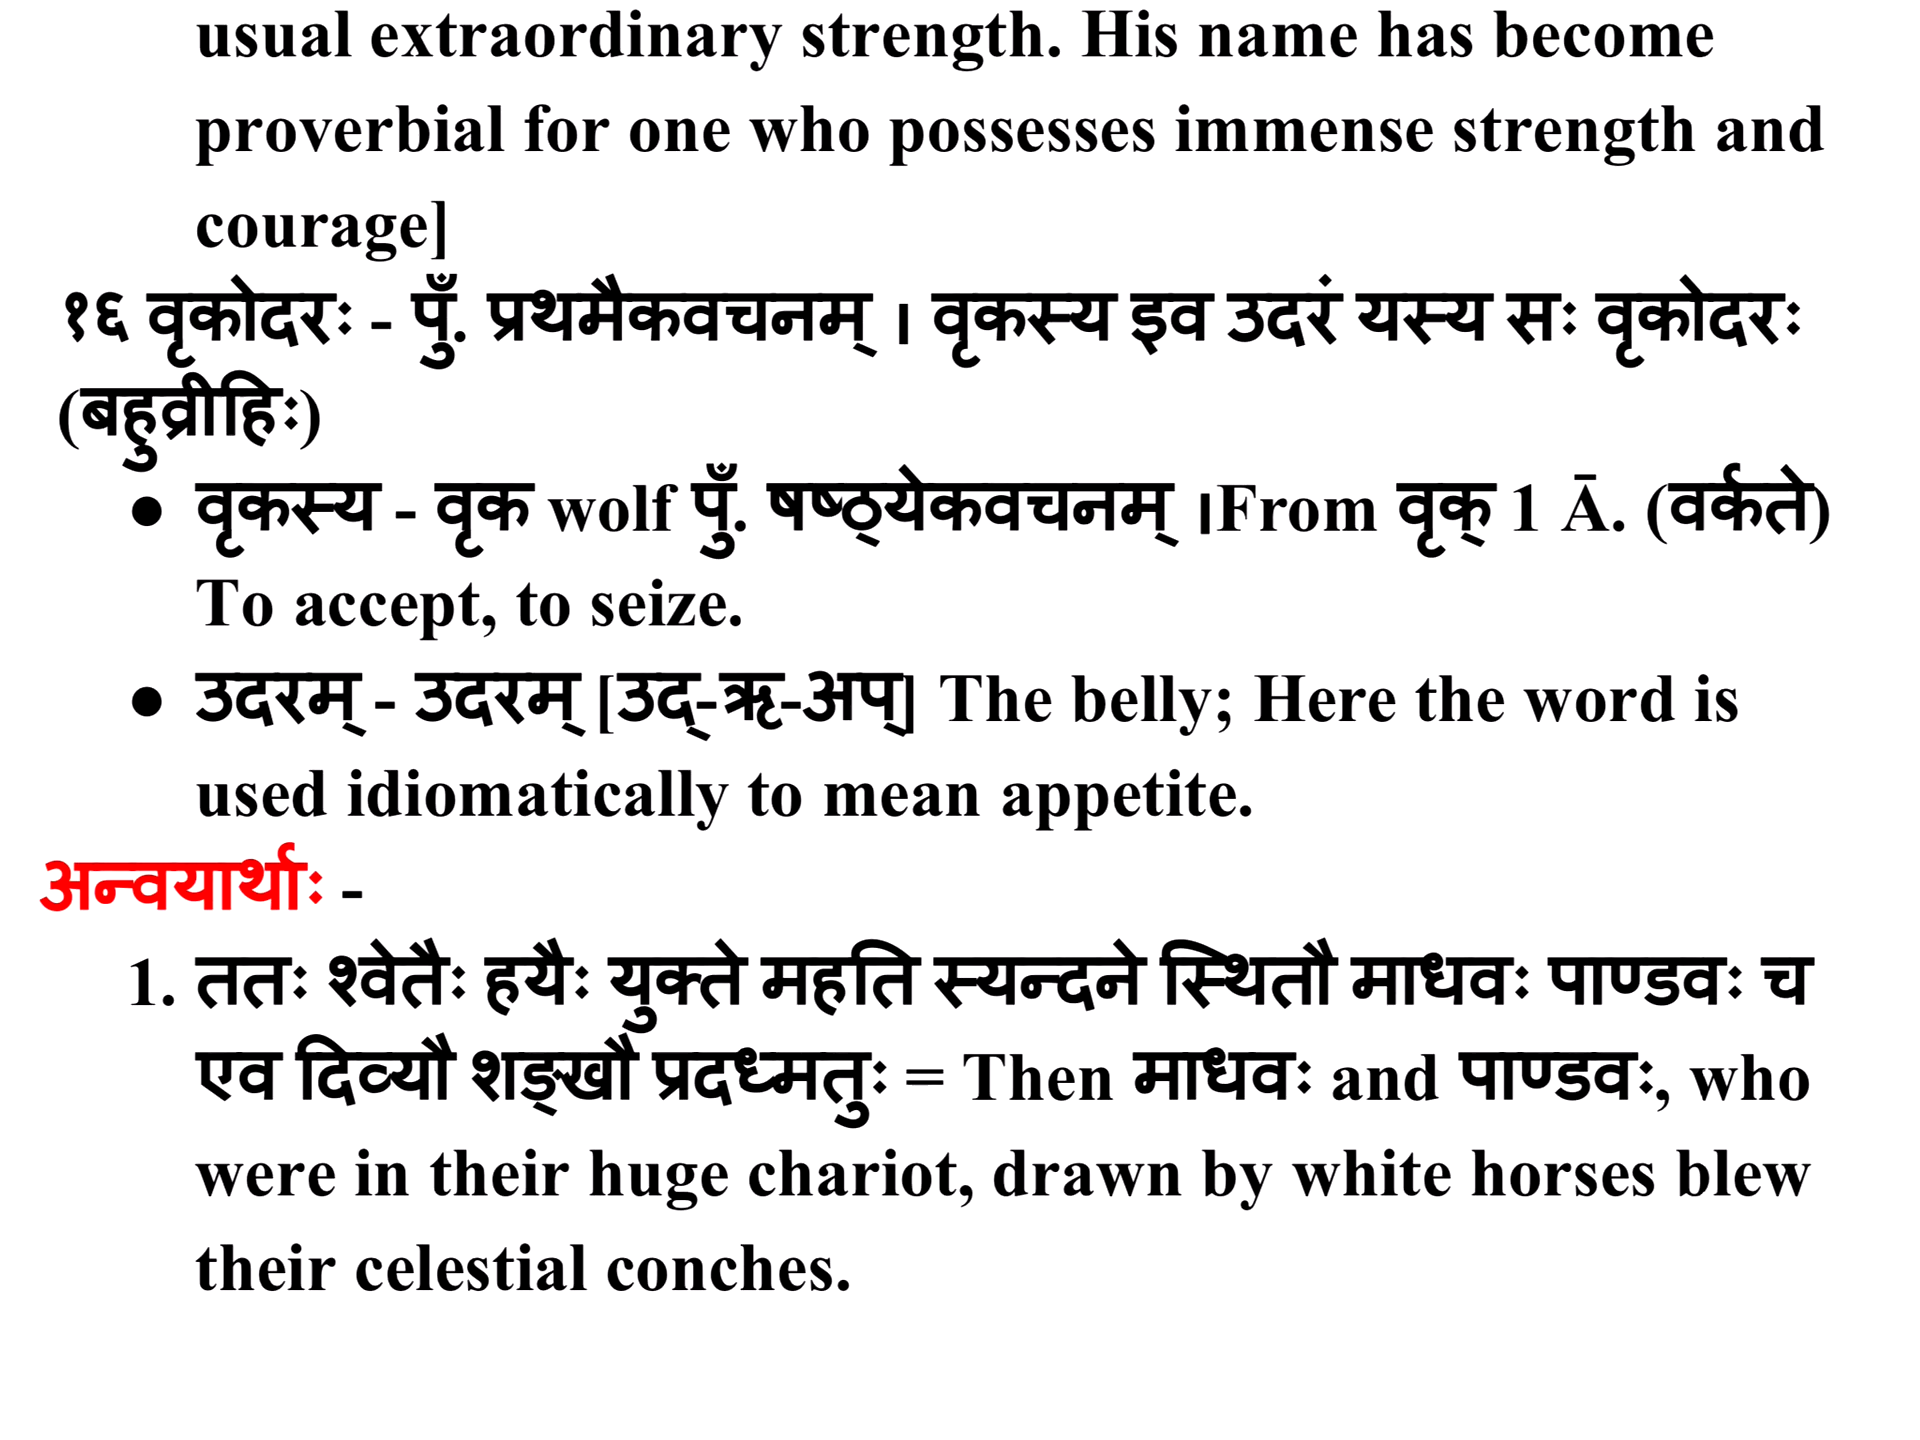 usual extraordinary strength. His name has become
proverbial for one who possesses immense strength and
courage]
१६ वृकोदरः - पुँ. प्रथमैकवचनम् । वृकस्य इव उदरं यस्य सः वृकोदरः
(बहुव्रीहिः)
● वृकस्य - वृक wolf पुँ. षष्ठ्येकवचनम् ।From वृक् 1 Ā. (वर्कते)
To accept, to seize.
● उदरम् - उदरम् [उद्-ऋ-अप्] The belly; Here the word is
used idiomatically to mean appetite.
अन्वयार्थाः -
1. ततः श्वेतैः हयैः युक्ते महति स्यन्दने स्थितौ माधवः पाण्डवः च
एव दिव्यौ शङ्खौ प्रदध्मतुः = Then माधवः and पाण्डवः, who
were in their huge chariot, drawn by white horses blew
their celestial conches.